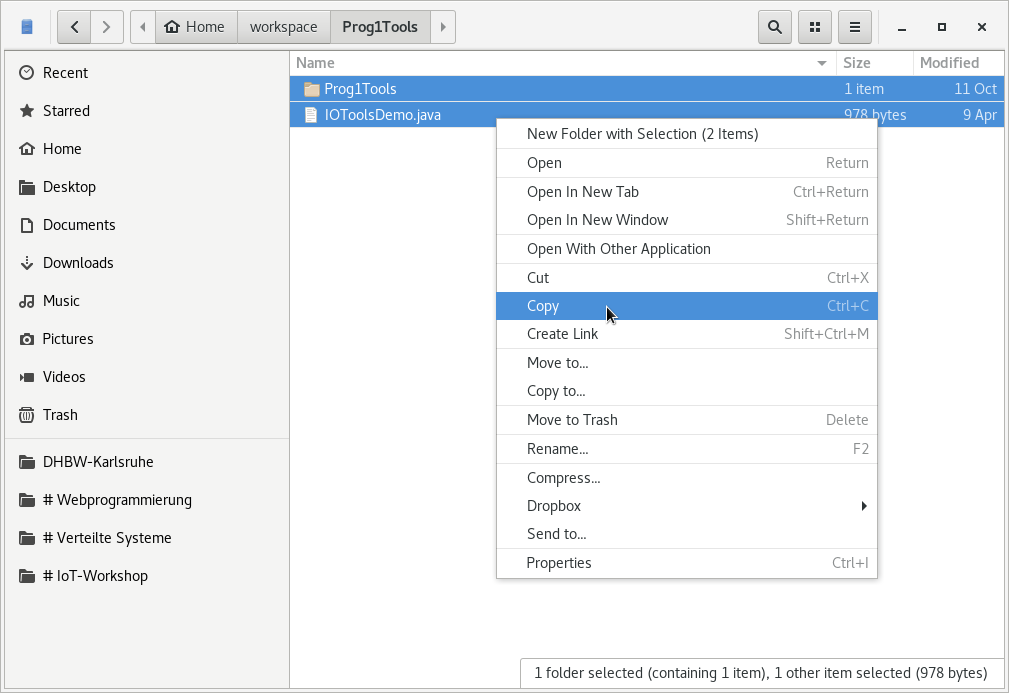 Home workspace Prog1Tools
Recent
Starred
Home
Desktop
Documents
Downloads
Music
Pictures
Videos
Trash
DHBW-Karlsruhe
# Webprogrammierung
# Verteilte Systeme
# IoT-Workshop
Name Size Modified
Prog1Tools 1 item 11 Oct
IOToolsDemo.java 978 bytes 9 Apr
New Folder with Selection (2 Items)
Open Return
Open In New Tab Ctrl+Return
Open In New Window Shift+Return
Open With Other Application
Cut Ctrl+X
Copy Ctrl+C
Create Link Shift+Ctrl+M
Move to...
Copy to...
Move to Trash Delete
Rename... F2
Compress...
Dropbox
Send to...
Properties Ctrl+I
1 folder selected (containing 1 item), 1 other item selected (978 bytes)